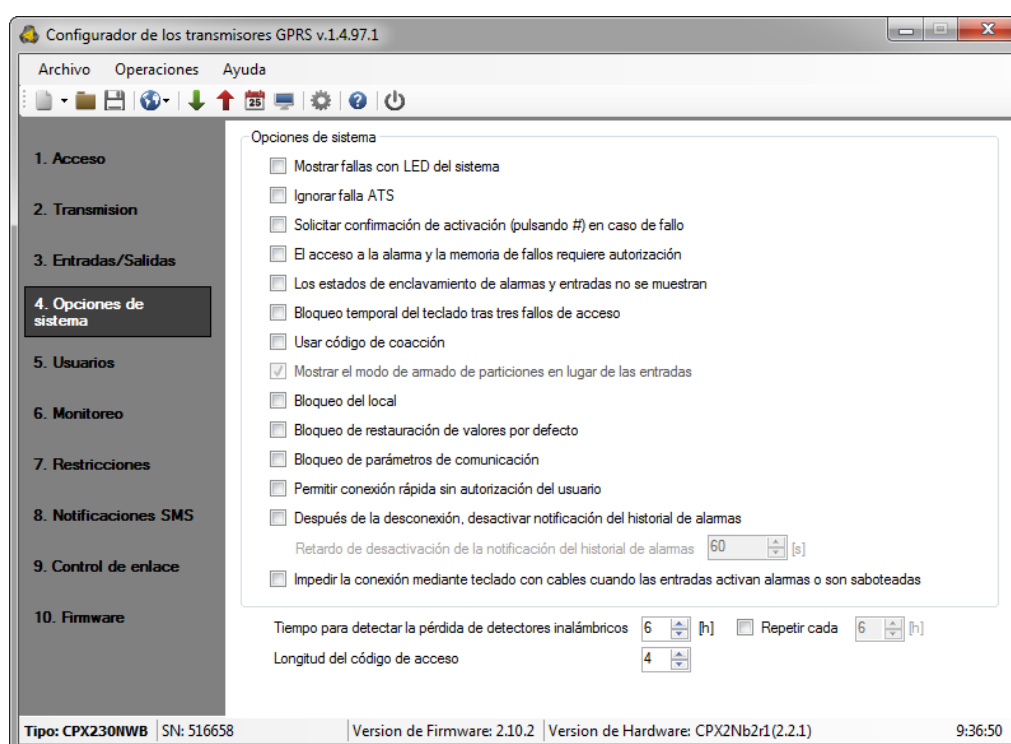 Configurador de los transmisores GPRS v.1.4.97.1
Archivo Operaciones Ayuda
25
1. Acceso
2. Transmision
3. Entradas/Salidas
4. Opciones de
sistema
5. Usuarios
6. Monitoreo
7. Restricciones
8. Notificaciones SMS
9. Control de enlace
10. Firmware
Opciones de sistema
Mostrar fallas con LED del sistema
Ignorar falla ATS
Solicitar confirmación de activación (pulsando #) en caso de fallo
El acceso a la alarma y la memoria de fallos requiere autorización
Los estados de enclavamiento de alarmas y entradas no se muestran
Bloqueo temporal del teclado tras tres fallos de acceso
Usar código de coacción
Mostrar el modo de armado de particiones en lugar de las entradas
Bloqueo del local
Bloqueo de restauración de valores por defecto
Bloqueo de parámetros de comunicación
Permitir conexión rápida sin autorización del usuario
Después de la desconexión, desactivar notificación del historial de alarmas
Retardo de desactivación de la notificación del historial de alarmas 60 [s]
Impedir la conexión mediante teclado con cables cuando las entradas activan alarmas o son saboteadas
Tiempo para detectar la pérdida de detectores inalámbricos 6 [h] Repetir cada 6 [h]
Longitud del código de acceso 4
Tipo: CPX230NWB SN: 516658 Version de Firmware: 2.10.2 Version de Hardware: CPX2Nb2r1(2.2.1) 9:36:50